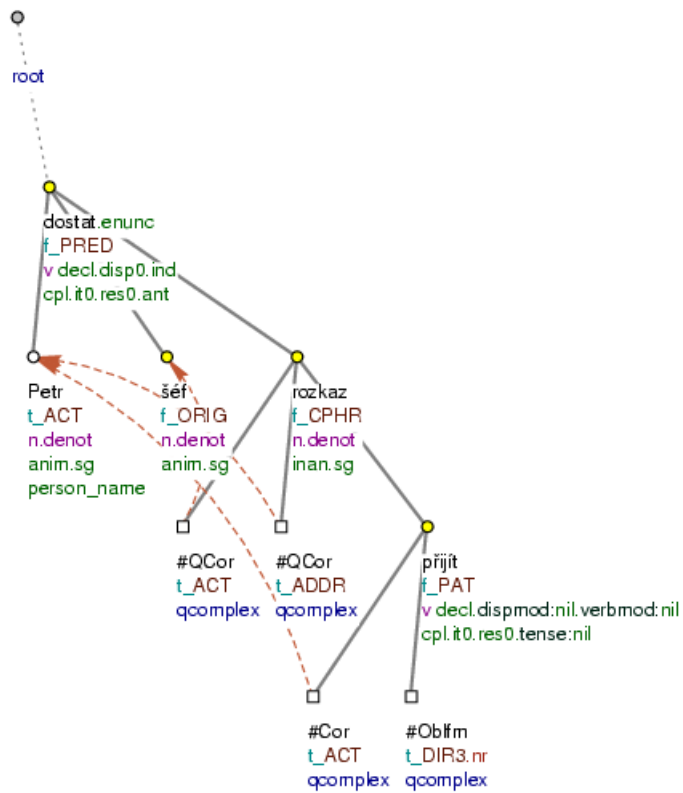 root
dostat.enunc
f_PRED
v decl.disp0.ind
cpl.it0.res0.ant
Petr
t_ACT
n.denot
anim.sg
person_name
šéf
f_ORIG
n.denot
anim.sg
rozkaz
f_CPHR
n.denot
inan.sg
#QCor
t_ACT
qcomplex
#QCor
t_ADDR
qcomplex
přijít
f_PAT
v decl.dispmod:nil.verbmod:nil
cpl.it0.res0.tense:nil
#Cor
t_ACT
qcomplex
#Oblfm
t_DIR3.nr
qcomplex